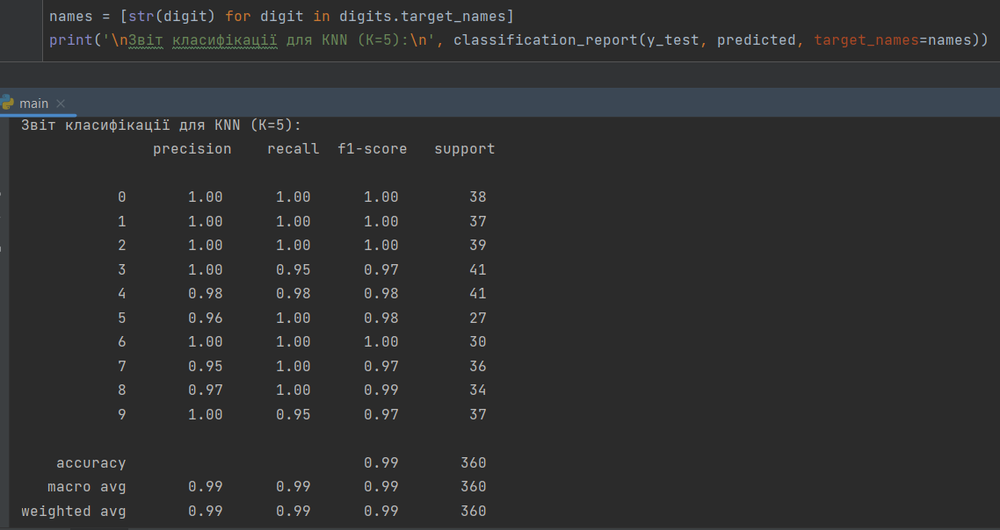 names = [str(digit) for digit in digits.target_names]
print('\nЗвіт класифікації для KNN (K=5):\n', classification_report(y_test, predicted, target_names=names))
main
Звіт класифікації для KNN (K=5):
precision recall f1-score support
0 1.00 1.00 1.00 38
1 1.00 1.00 1.00 37
2 1.00 1.00 1.00 39
3 1.00 0.95 0.97 41
4 0.98 0.98 0.98 41
5 0.96 1.00 0.98 27
6 1.00 1.00 1.00 30
7 0.95 1.00 0.97 36
8 0.97 1.00 0.99 34
9 1.00 0.95 0.97 37
accuracy 0.99 360
macro avg 0.99 0.99 0.99 360
weighted avg 0.99 0.99 0.99 360